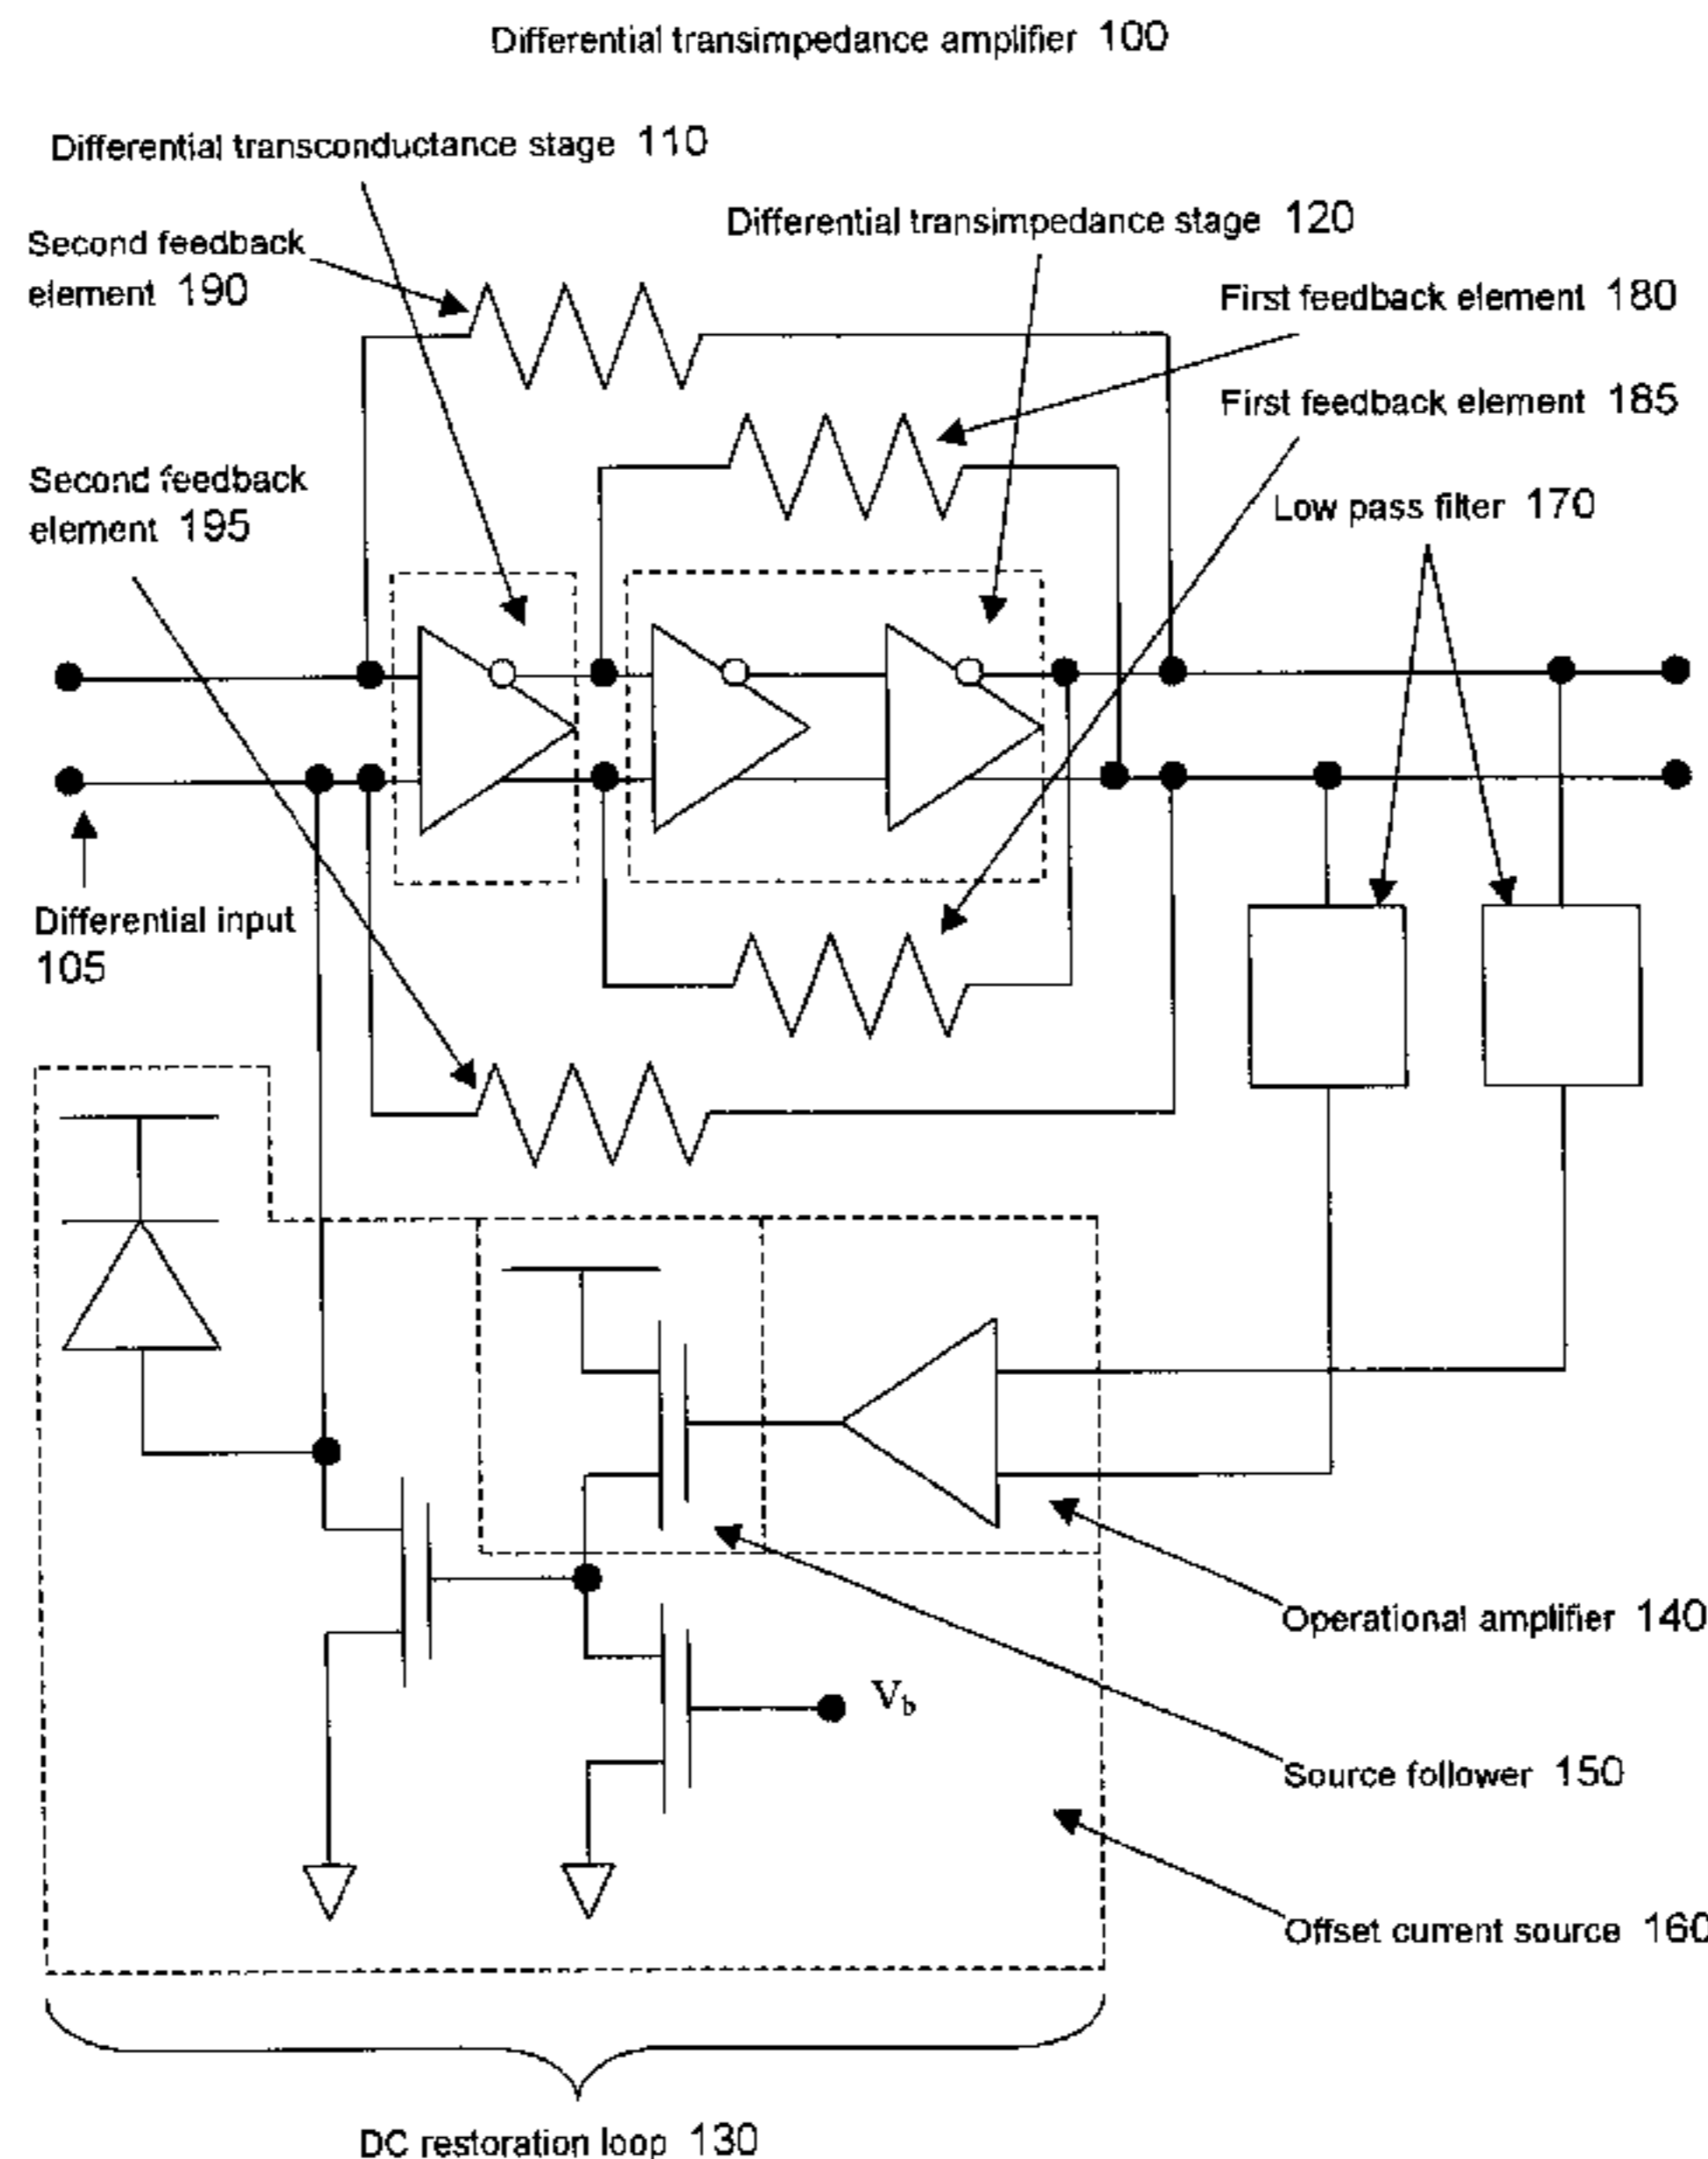 Differential transimpedance amplifier 100
Differential transconductance stage 110
Differential transimpedance stage 120
Second feedback
element 190
First feedback element 180
First feedback element 185
Second feedback
element 195
Low pass filter 170
Differential input
105
Operational amplifier 140
Vb
Source follower 150
Offset current source 160
DC restoration loop 130